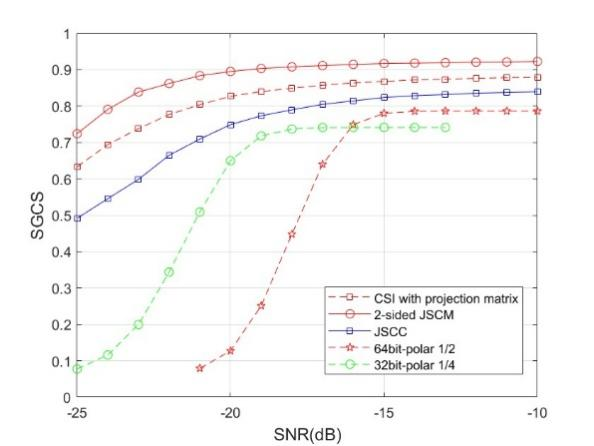 1
0.9
0.8
0.7
0.6
0.5
0.4
0.3
0.2
0.1
0
SGCS
CSI with projection matrix
2-sided JSCM
JSCC
64bit-polar 1/2
32bit-polar 1/4
-25 -20 -15 -10
SNR(dB)